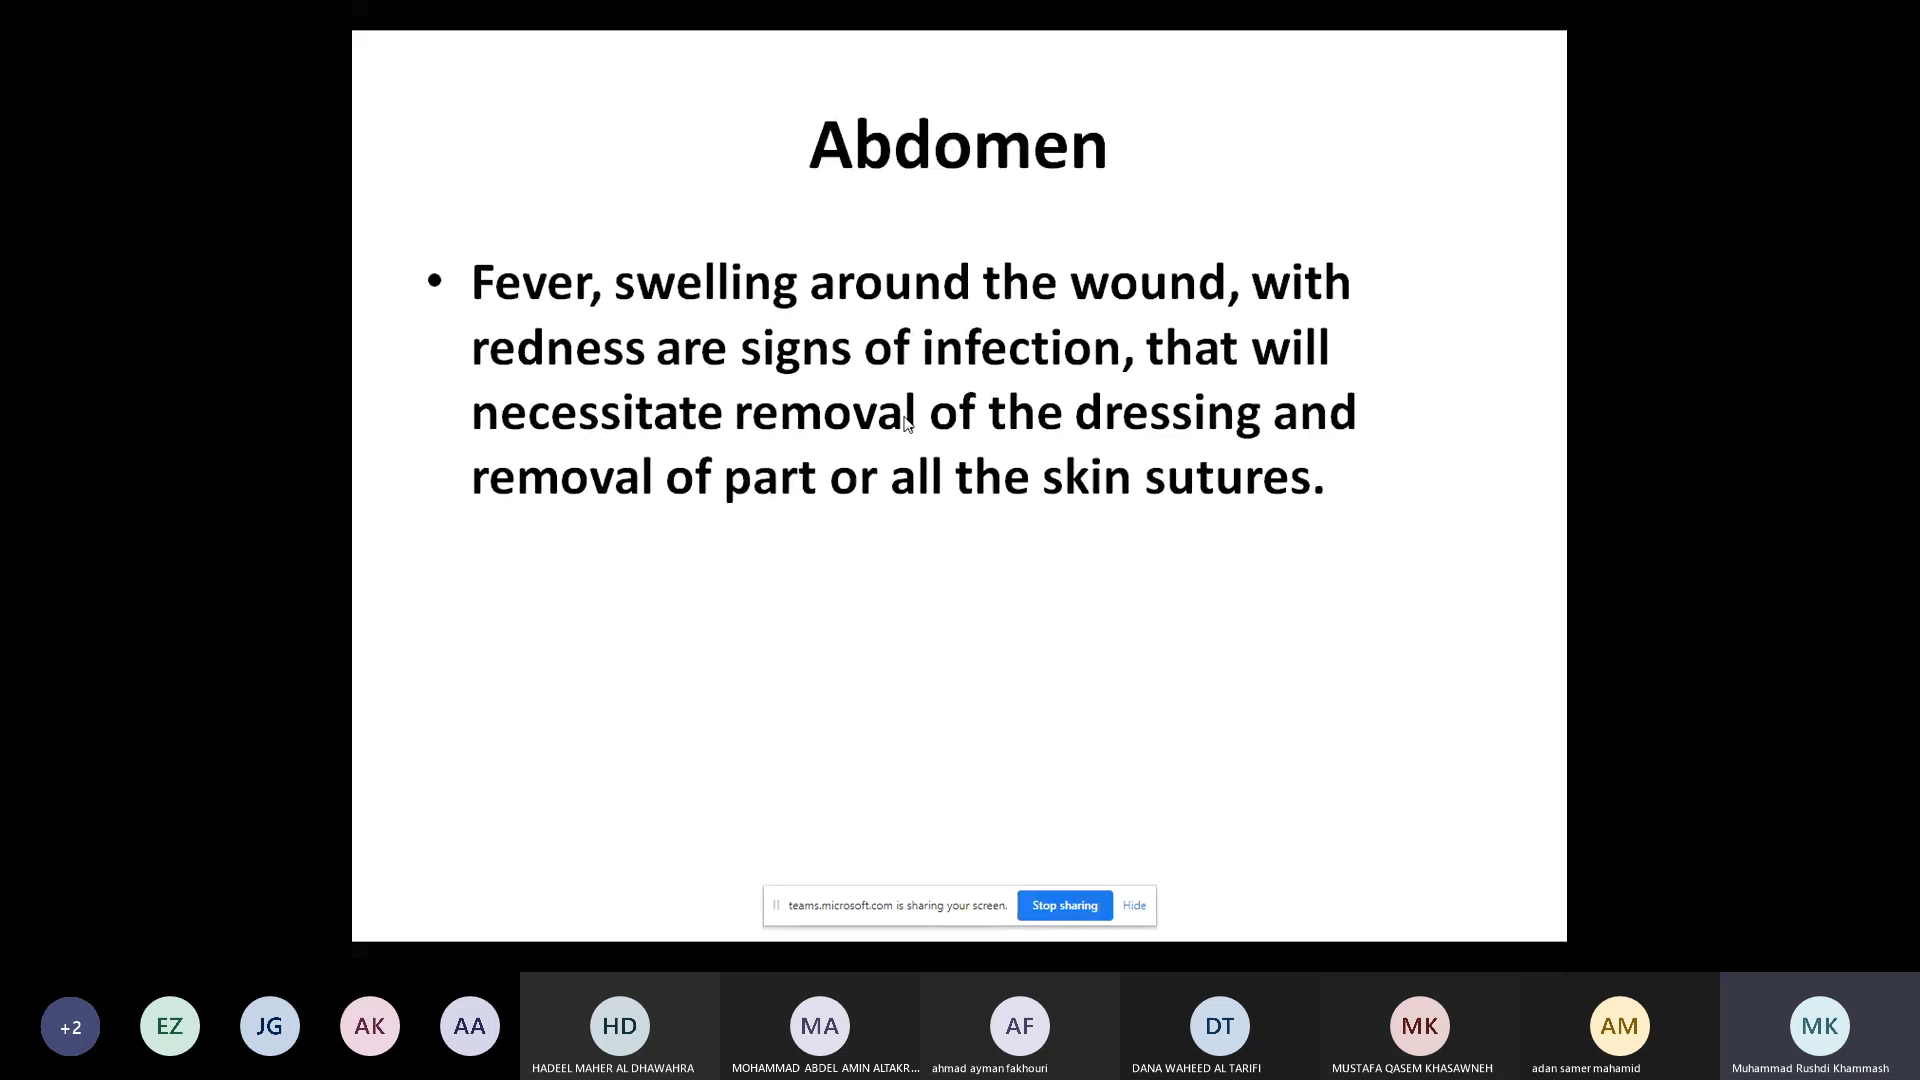 Abdomen
• Fever, swelling around the wound, with
redness are signs of infection, that will
necessitate removal of the dressing and
removal of part or all the skin sutures.
teams.microsoft.com is sharing your screen. Stop sharing Hide
+2 EZ JG AK AA HD MA AF DT MK AM MK
HADEEL MAHER AL DHAWAHRA MOHAMMAD ABDEL AMIN ALTAKR... ahmad ayman fakhouri DANA WAHEED AL TARIFI MUSTAFA QASEM KHASAWNEH adan samer mahamid Muhammad Rushdi Khammash